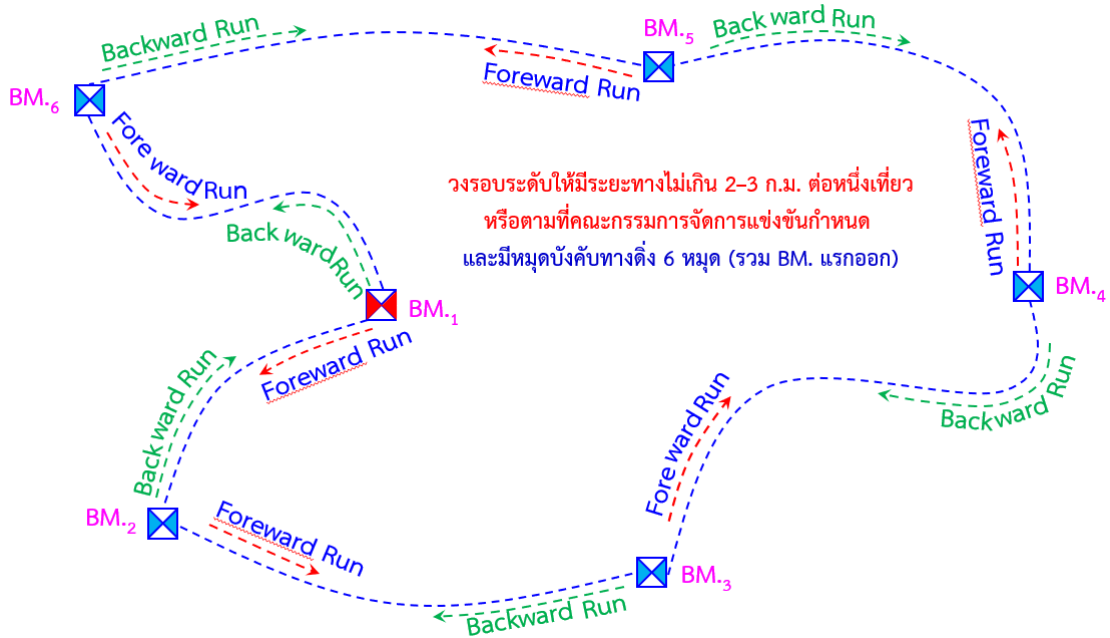 Backward Run
BM.5
Backward Run
Foreward Run
BM.6
Fore ward Run
Foreward Run
วงรอบระดับให้มีระยะทางไม่เกิน 2–3 ก.ม. ต่อหนึ่งเที่ยว
หรือตามที่คณะกรรมการจัดการแข่งขันกำหนด
และมีหมุดบังคับทางดิ่ง 6 หมุด (รวม BM. แรกออก)
Back ward Run
BM.4
BM.1
Foreward Run
Back ward Run
Fore ward Run
Backward Run
BM.2
Foreward Run
BM.3
Backward Run